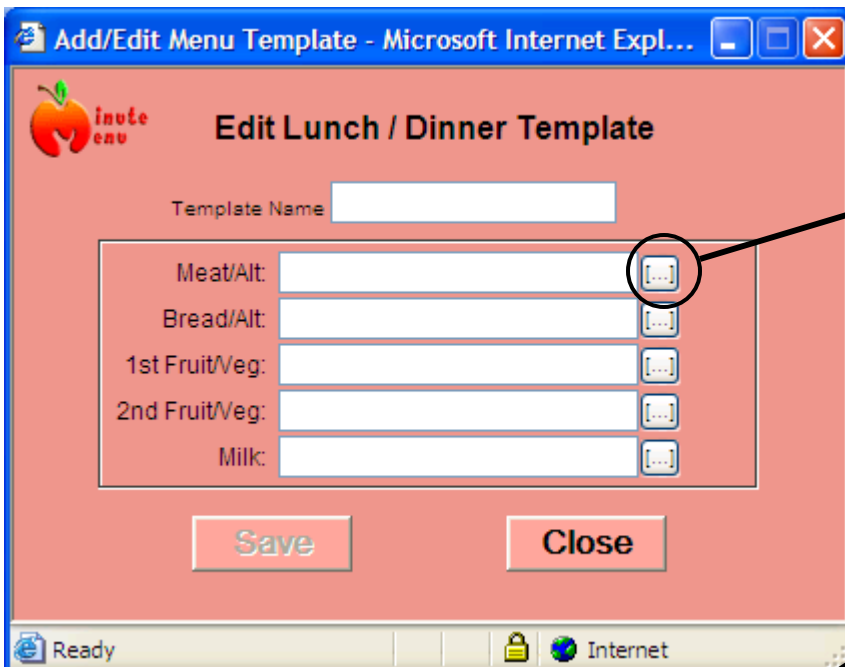 Add/Edit Menu Template - Microsoft Internet Expl...
inute
enu
Edit Lunch / Dinner Template
Template Name
Meat/Alt: [...]
Bread/Alt: [...]
1st Fruit/Veg: [...]
2nd Fruit/Veg: [...]
Milk: [...]
Save Close
Ready Internet